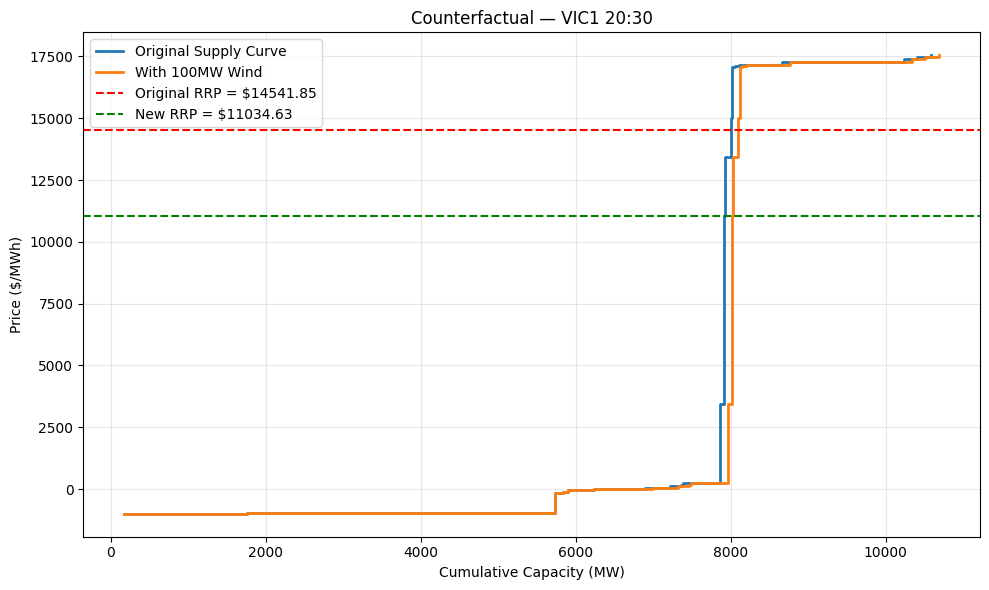 Counterfactual — VIC1 20:30
Original Supply Curve
With 100MW Wind
Original RRP = $14541.85
New RRP = $11034.63
Price ($/MWh)
17500
15000
12500
10000
7500
5000
2500
0
0 2000 4000 6000 8000 10000
Cumulative Capacity (MW)